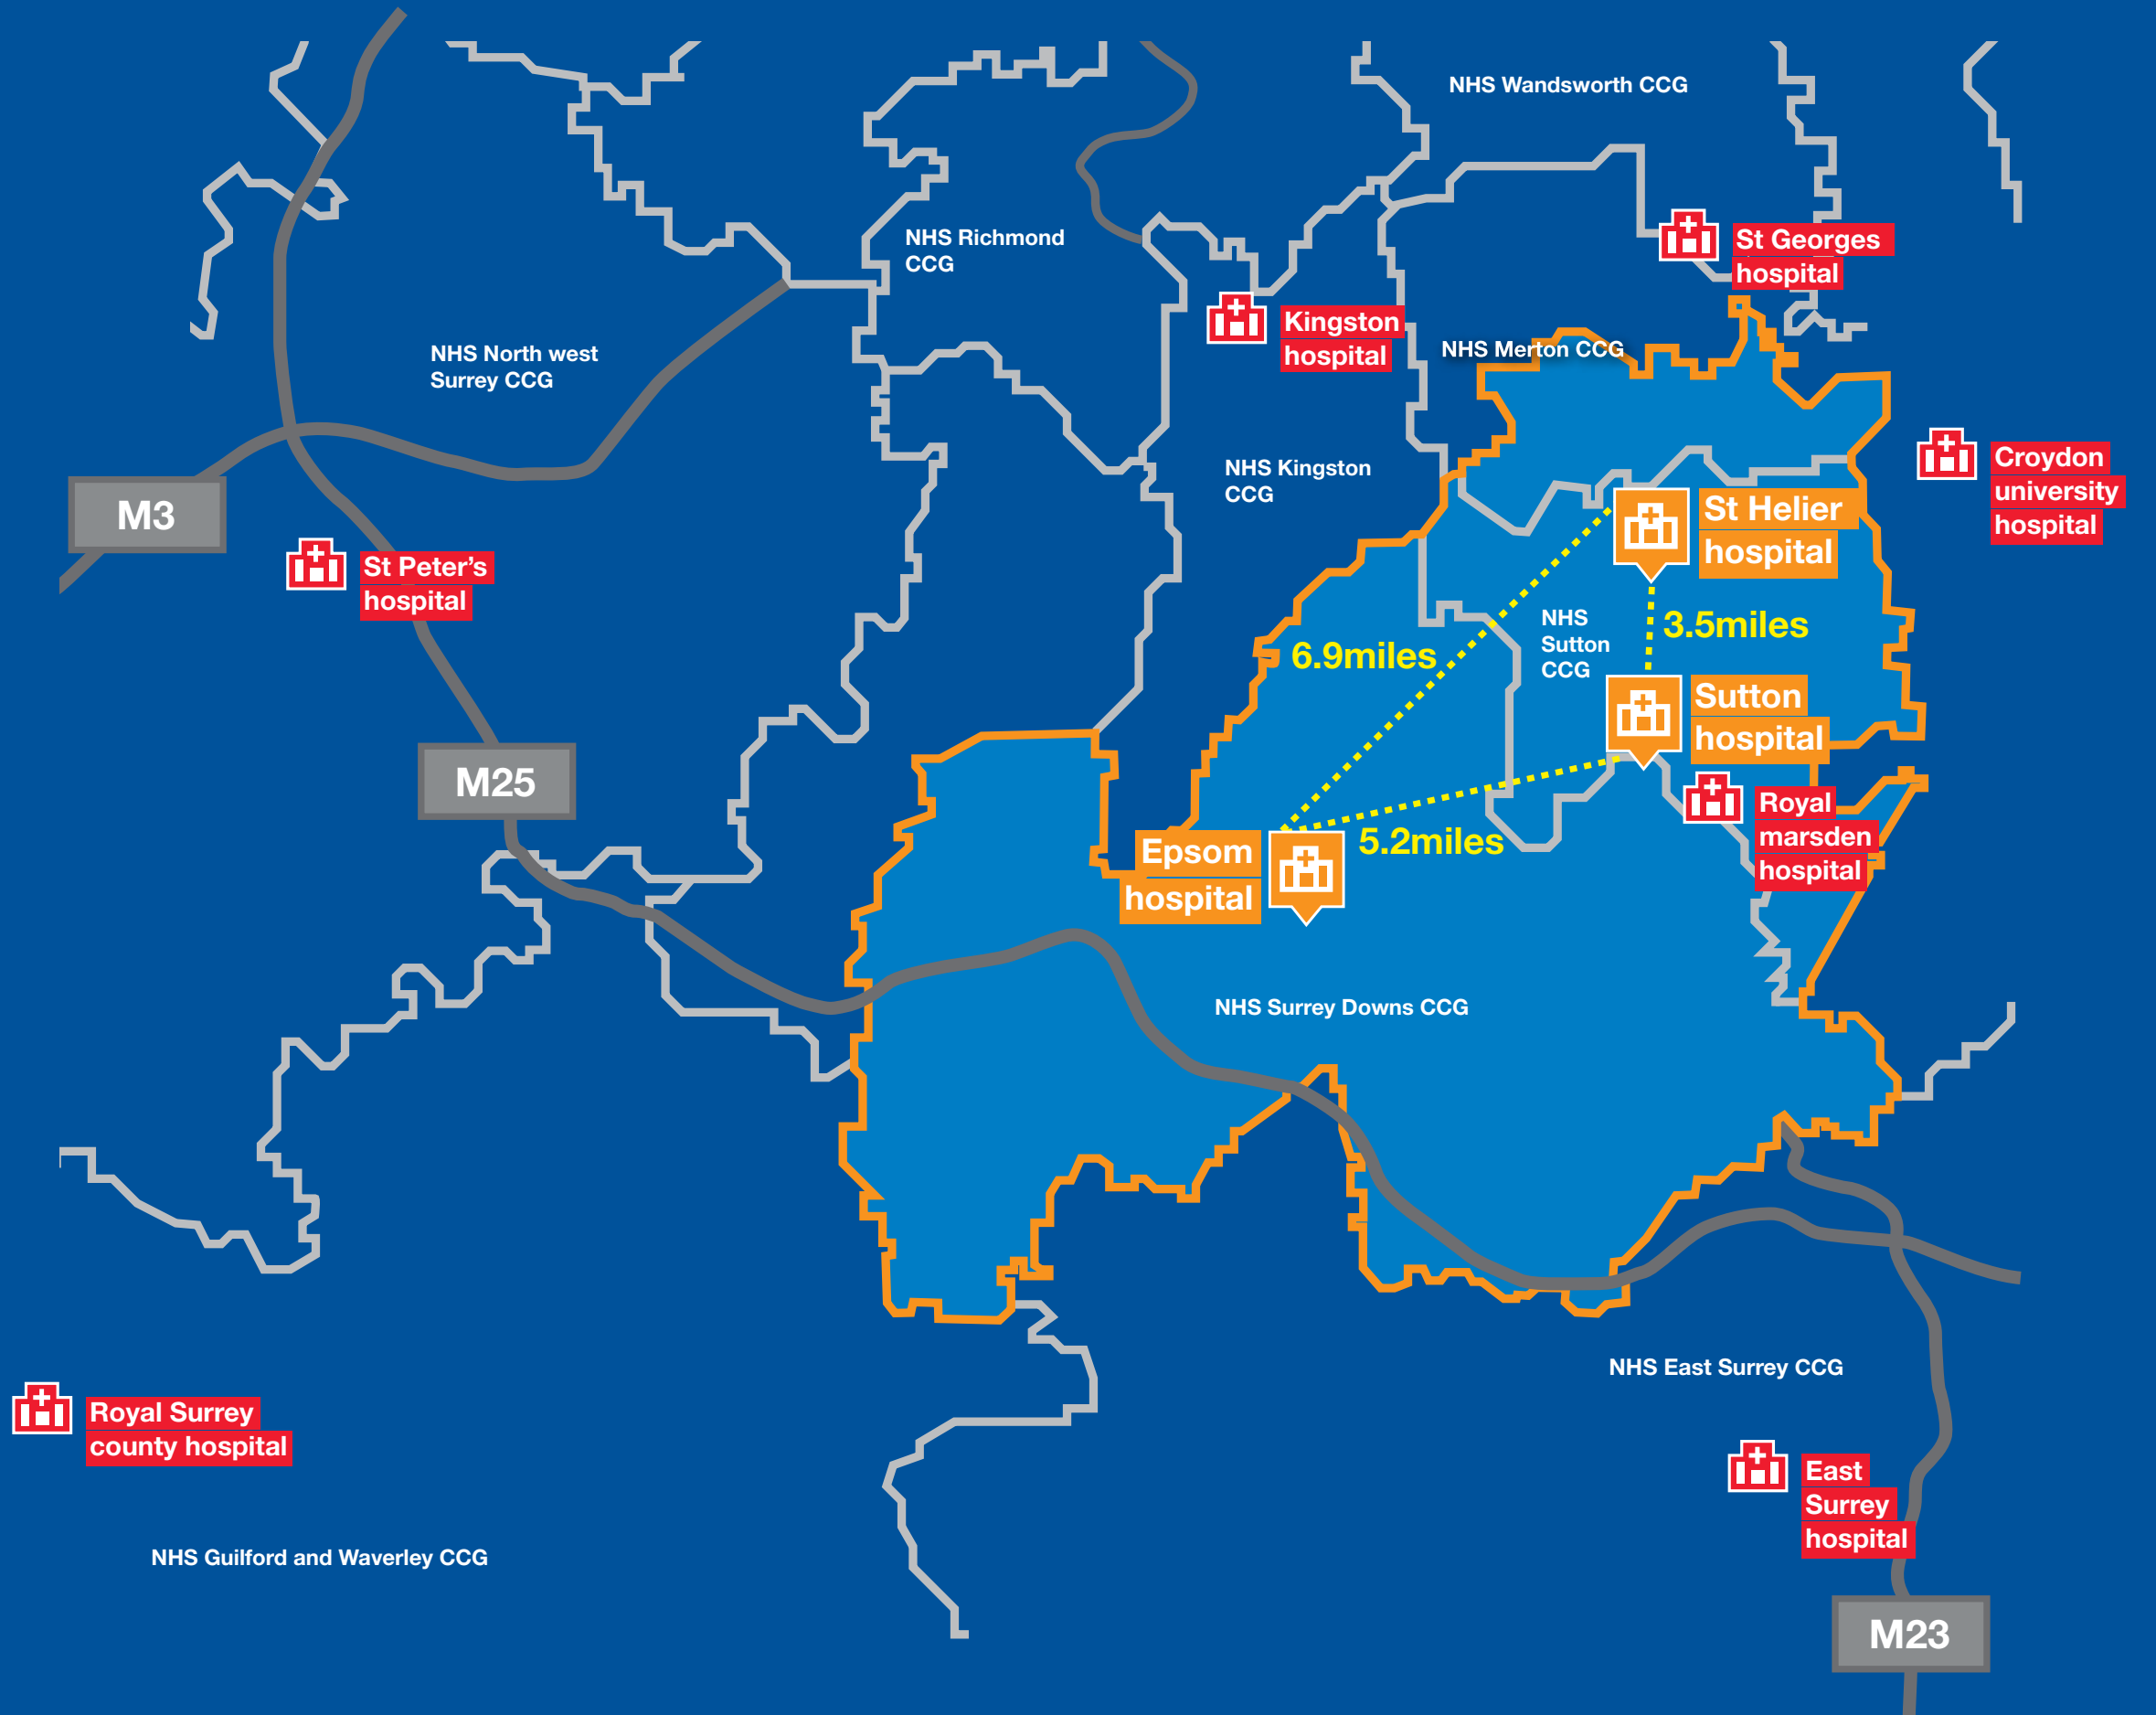 NHS Wandsworth CCG
St Georges
hospital
NHS Richmond
CCG
Kingston
hospital
NHS Merton CCG
NHS North west
Surrey CCG
Croydon
university
hospital
NHS Kingston
CCG
M3
St Helier
hospital
St Peter's
hospital
NHS
Sutton
CCG
3.5miles
6.9miles
Sutton
hospital
M25
Royal
marsden
hospital
5.2miles
Epsom
hospital
NHS Surrey Downs CCG
NHS East Surrey CCG
Royal Surrey
county hospital
East
Surrey
hospital
NHS Guilford and Waverley CCG
M23